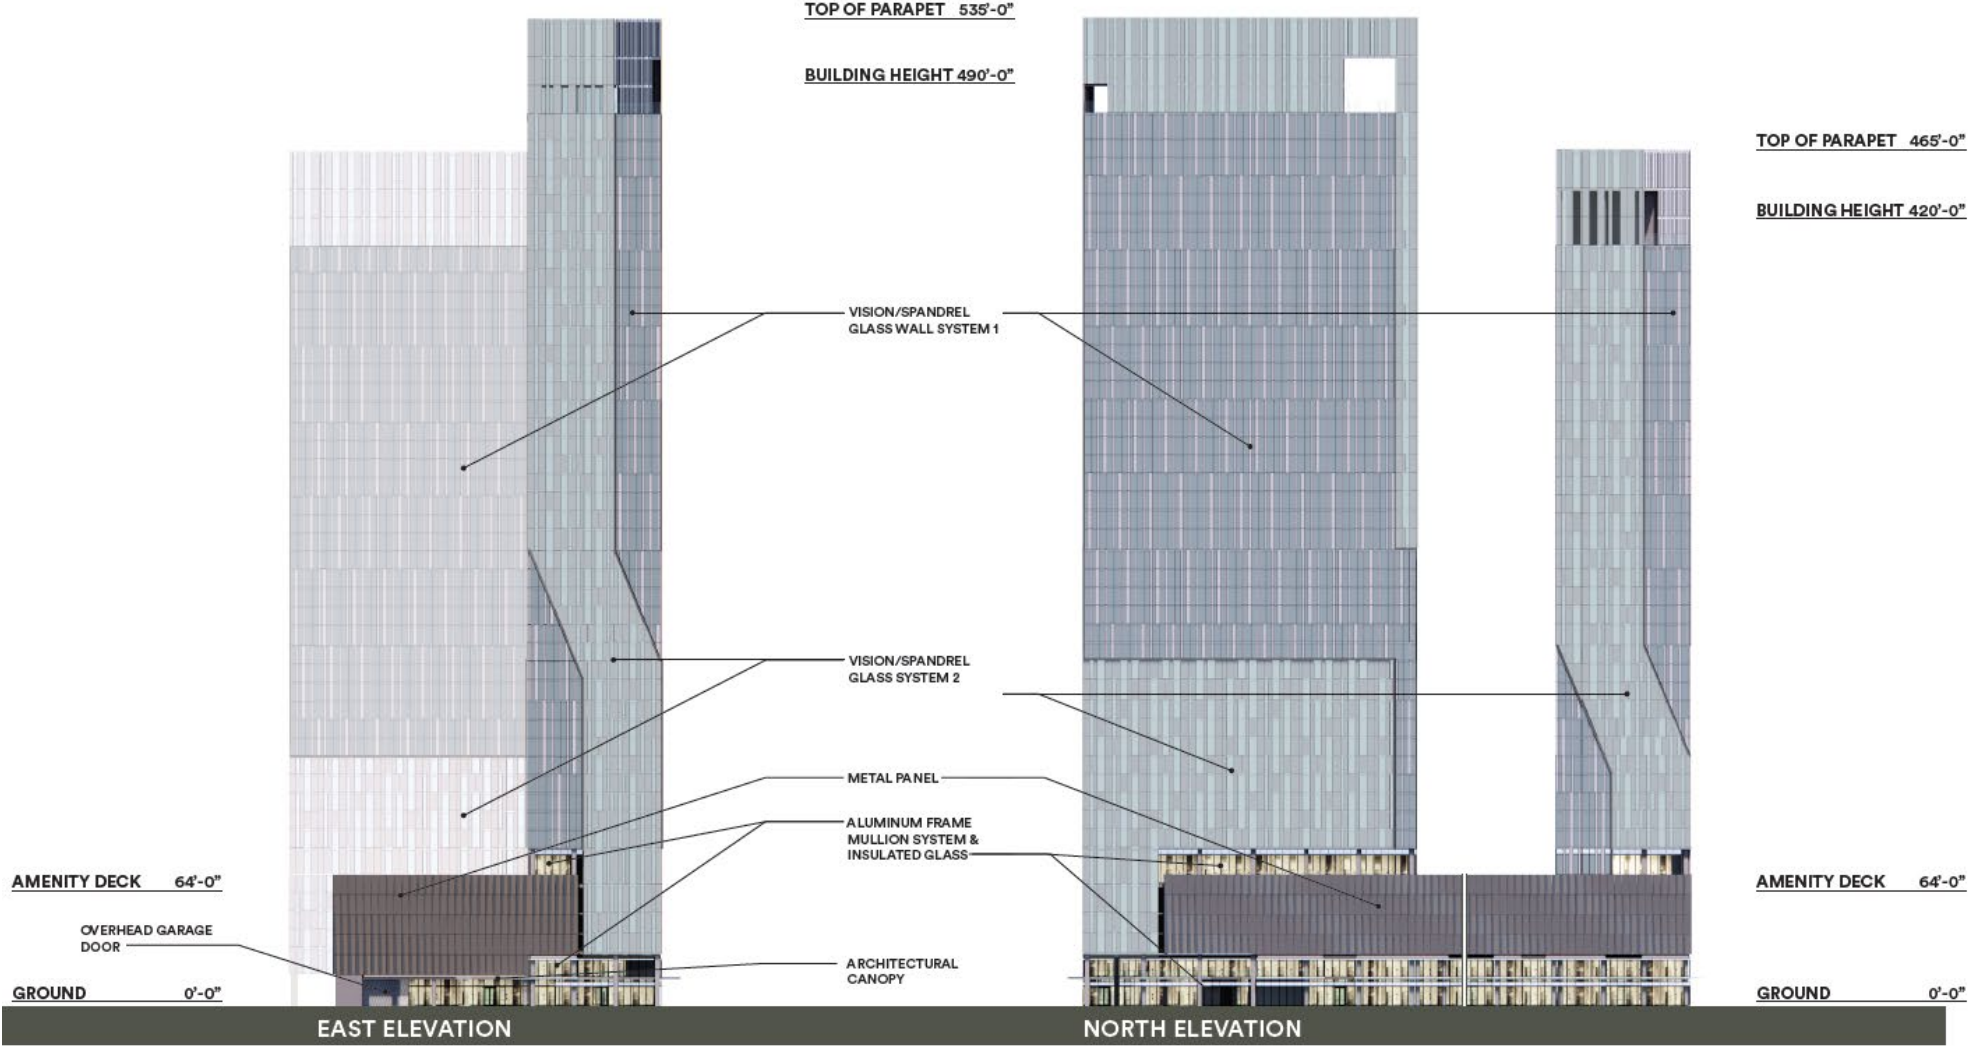 TOP OF PARAPET 535'-0"
BUILDING HEIGHT 490'-0"
TOP OF PARAPET 465'-0"
BUILDING HEIGHT 420'-0"
VISION/SPANDREL
GLASS WALL SYSTEM 1
VISION/SPANDREL
GLASS SYSTEM 2
METAL PANEL
ALUMINUM FRAME
MULLION SYSTEM &
INSULATED GLASS
AMENITY DECK 64'-0"
AMENITY DECK 64'-0"
OVERHEAD GARAGE
DOOR
ARCHITECTURAL
CANOPY
GROUND 0'-0"
GROUND 0'-0"
EAST ELEVATION
NORTH ELEVATION